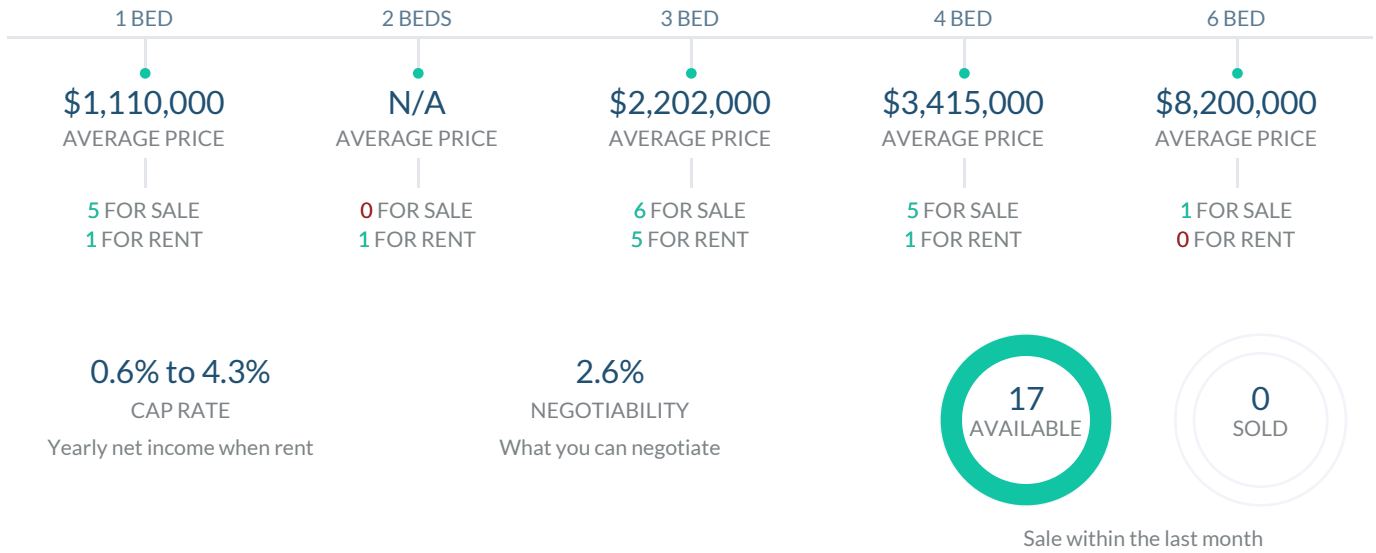 1 BED
2 BEDS
3 BED
4 BED
6 BED
$1,110,000
N/A
$2,202,000
$3,415,000
$8,200,000
AVERAGE PRICE
AVERAGE PRICE
AVERAGE PRICE
AVERAGE PRICE
AVERAGE PRICE
5 FOR SALE
0 FOR SALE
6 FOR SALE
5 FOR SALE
1 FOR SALE
1 FOR RENT
1 FOR RENT
5 FOR RENT
1 FOR RENT
0 FOR RENT
0.6% to 4.3%
CAP RATE
Yearly net income when rent
2.6%
NEGOTIABILITY
What you can negotiate
17
AVAILABLE
0
SOLD
Sale within the last month